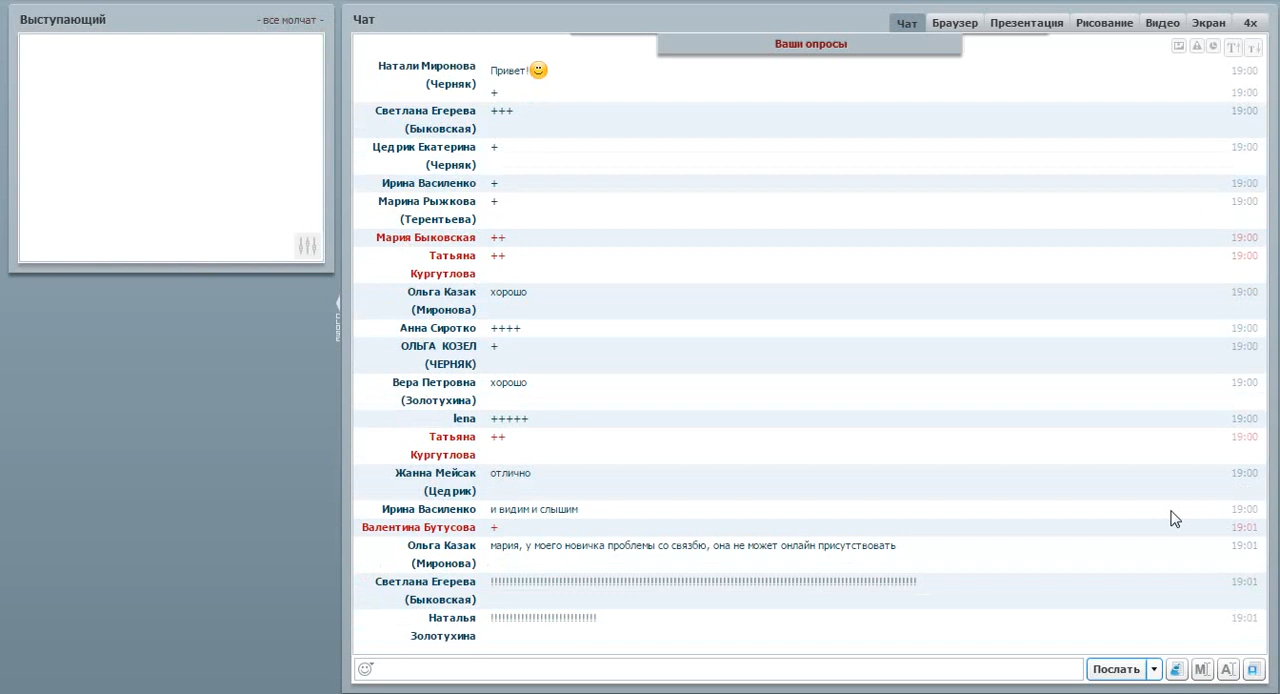 Выступающий - все молчат -
Чат
Чат Браузер Презентация Рисование Видео Экран 4x
Ваши опросы
Натали Миронова Привет! 19:00
(Черняк)
+ 19:00
Светлана Егерева +++ 19:00
(Быковская)
Цедрик Екатерина + 19:00
(Черняк)
Ирина Василенко + 19:00
Марина Рыжкова + 19:00
(Терентьева)
Мария Быковская ++ 19:00
Татьяна ++ 19:00
Кургутлова
Ольга Казак хорошо 19:00
(Миронова)
Анна Сиротко ++++ 19:00
ОЛЬГА КОЗЕЛ + 19:00
(ЧЕРНЯК)
Вера Петровна хорошо 19:00
(Золотухина)
lena +++++ 19:00
Татьяна ++ 19:00
Кургутлова
Жанна Мейсак отлично 19:00
(Цедрик)
Ирина Василенко и видим и слышим 19:00
Валентина Бутусова + 19:01
Ольга Казак мария, у моего новичка проблемы со связбю, она не может онлайн присутствовать 19:01
(Миронова)
Светлана Егерева !!!!!!!!!!!!!!!!!!!!!!!!!!!!!!!!!!!!!!!!!!!!!!!!!!!!!!!!!!!!!!!!!!!!!!!!!!!!!!!!!!!!!!!!!!!!!!!!!!!!!!!!!!!!!!!! 19:01
(Быковская)
Наталья !!!!!!!!!!!!!!!!!!!!!!!!!!!! 19:01
Золотухина
Послать